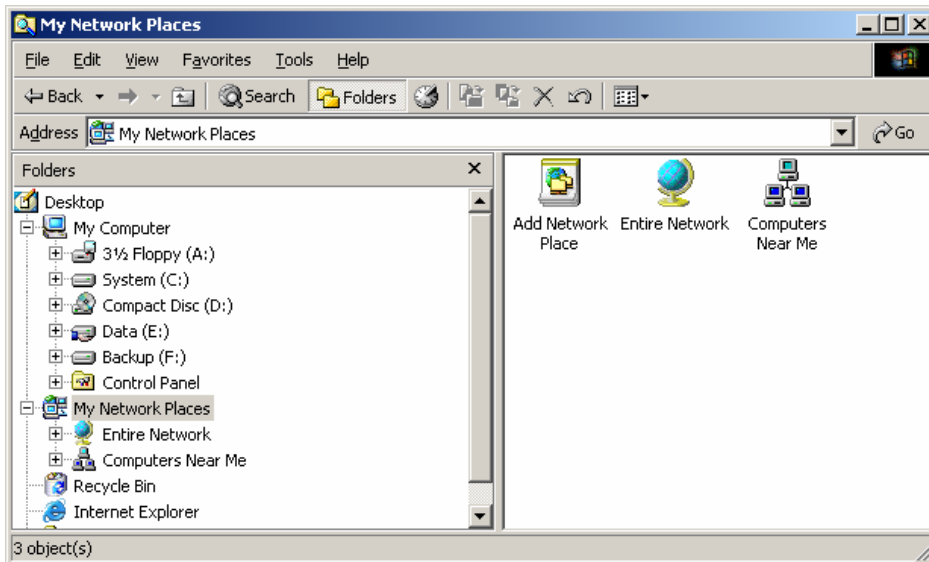 My Network Places
File Edit View Favorites Tools Help
Back Search Folders
Address My Network Places Go
Folders
Desktop
My Computer
3½ Floppy (A:)
System (C:)
Compact Disc (D:)
Data (E:)
Backup (F:)
Control Panel
My Network Places
Entire Network
Computers Near Me
Recycle Bin
Internet Explorer
Add Network Place
Entire Network
Computers Near Me
3 object(s)